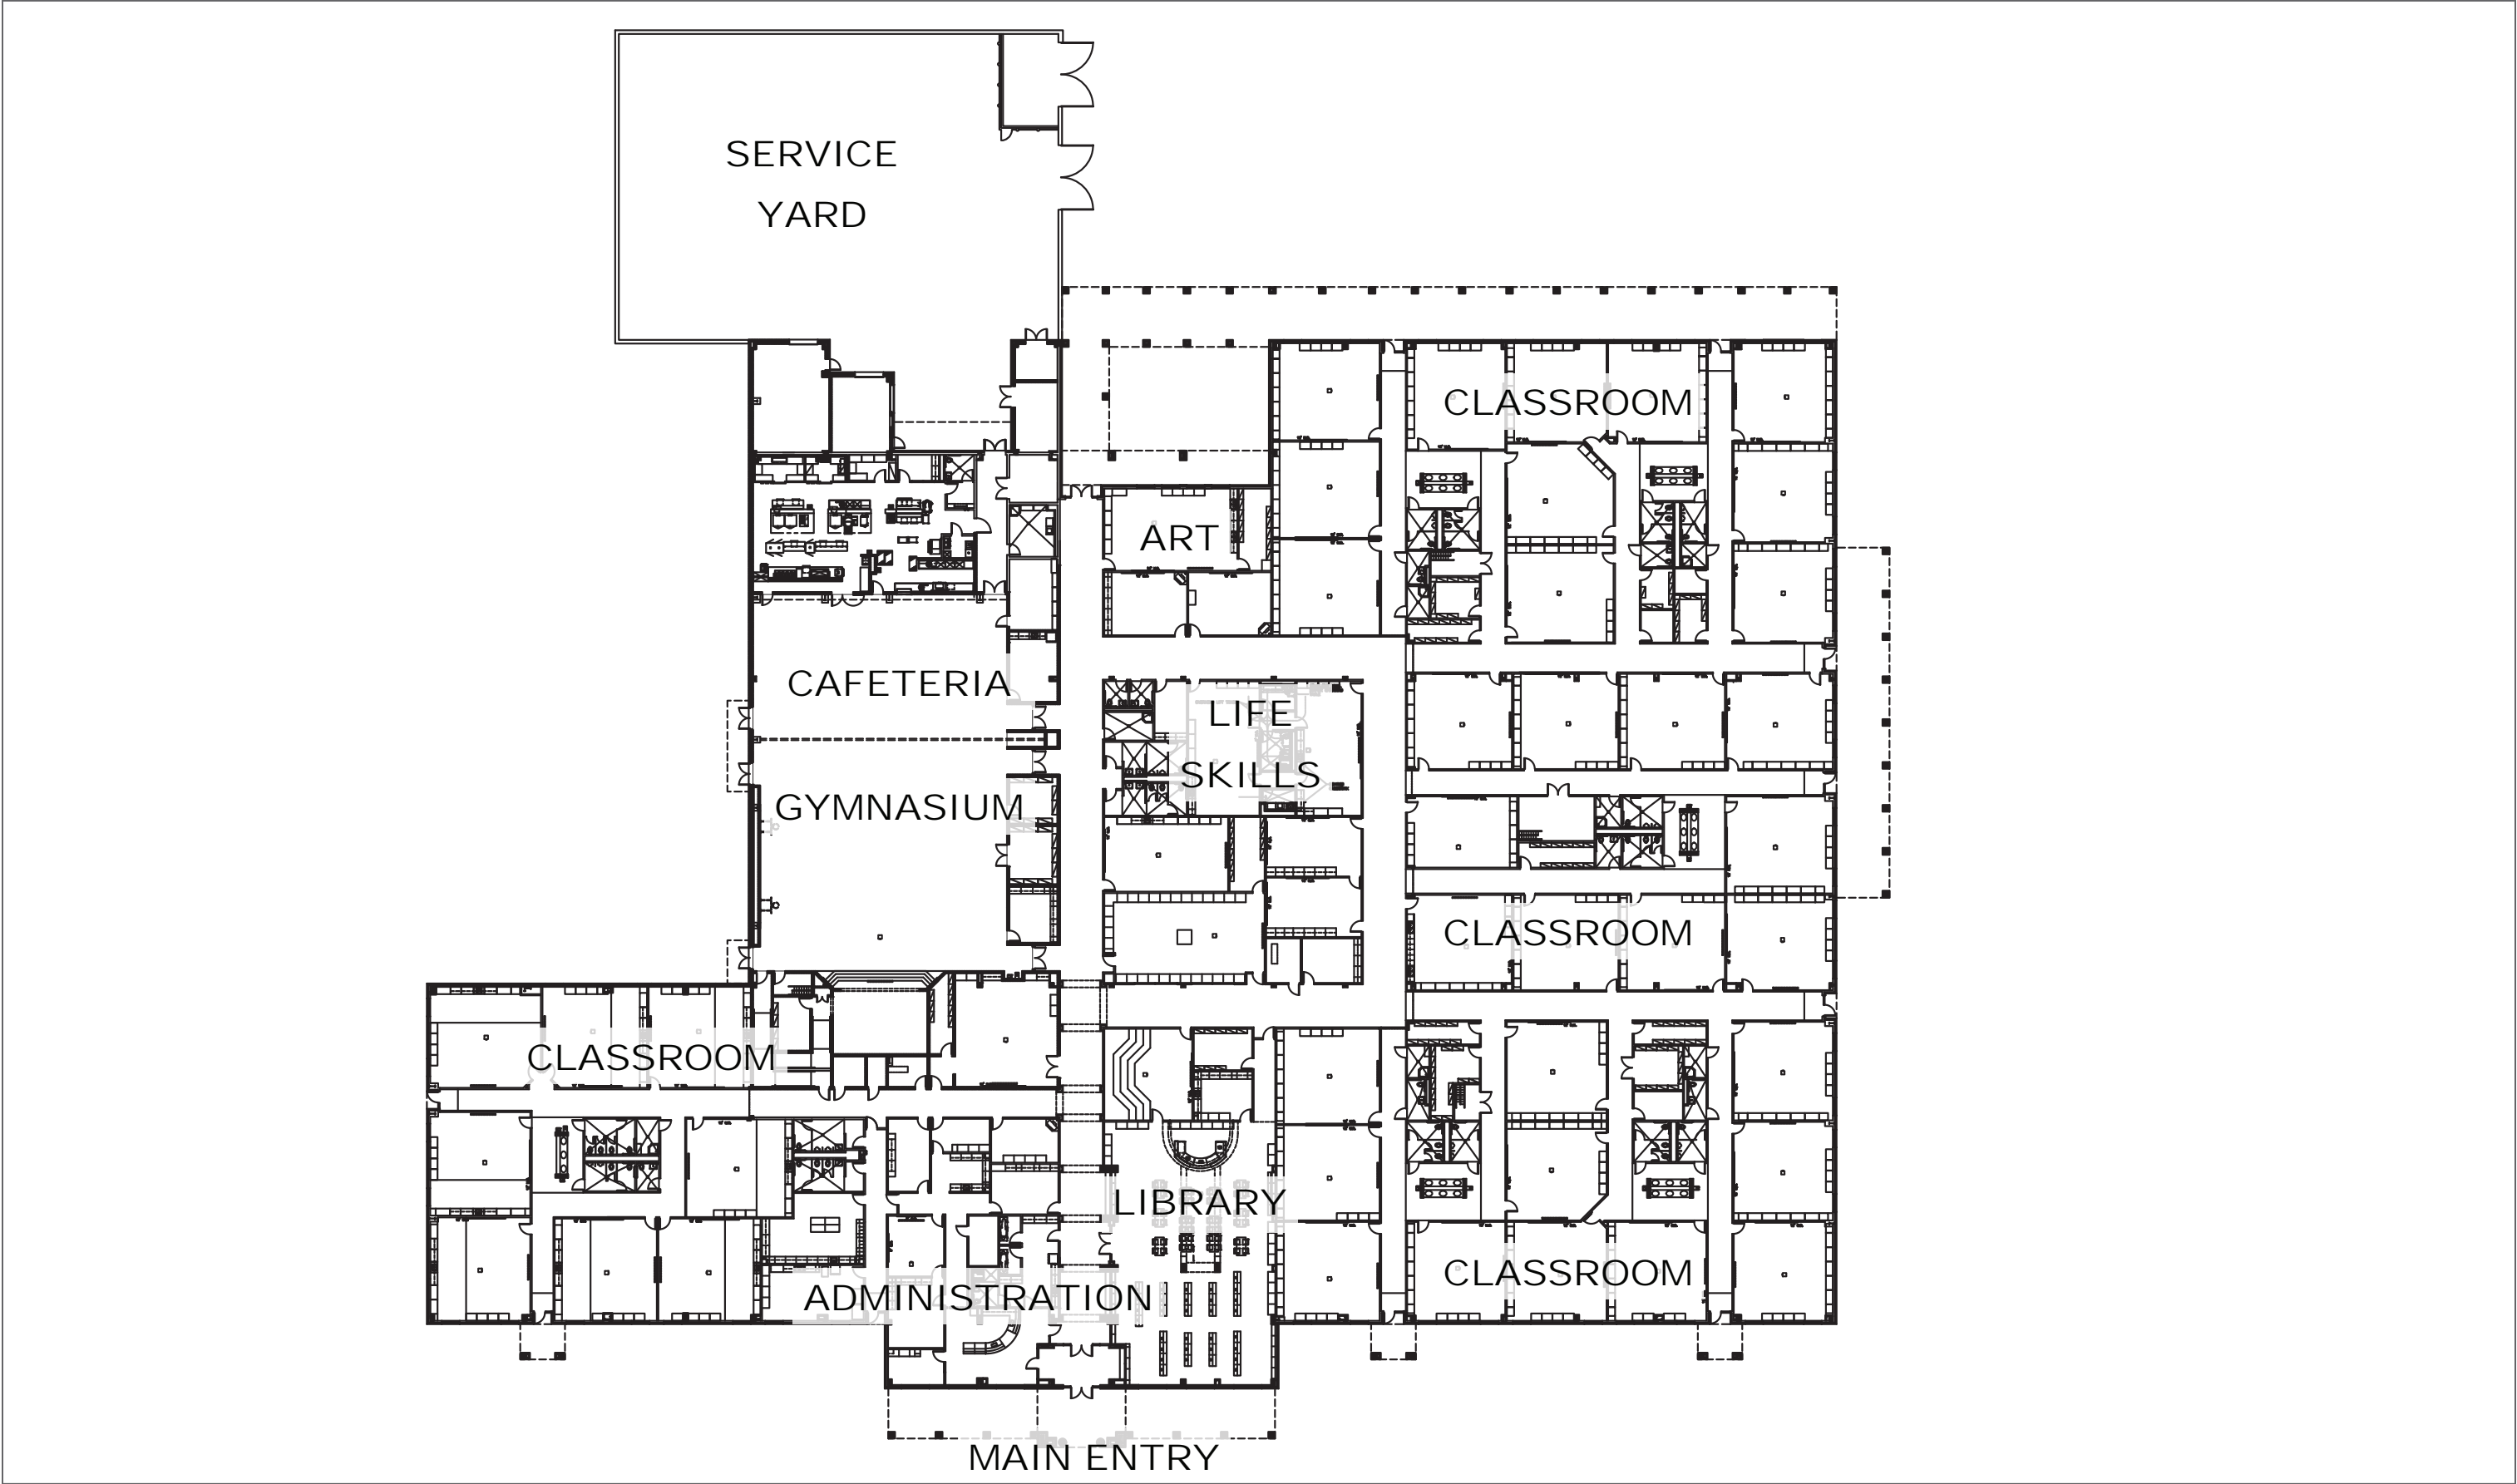 SERVICE
YARD
CLASSROOM
ART
CAFETERIA
LIFE
SKILLS
GYMNASIUM
CLASSROOM
CLASSROOM
LIBRARY
CLASSROOM
ADMINISTRATION
MAIN ENTRY